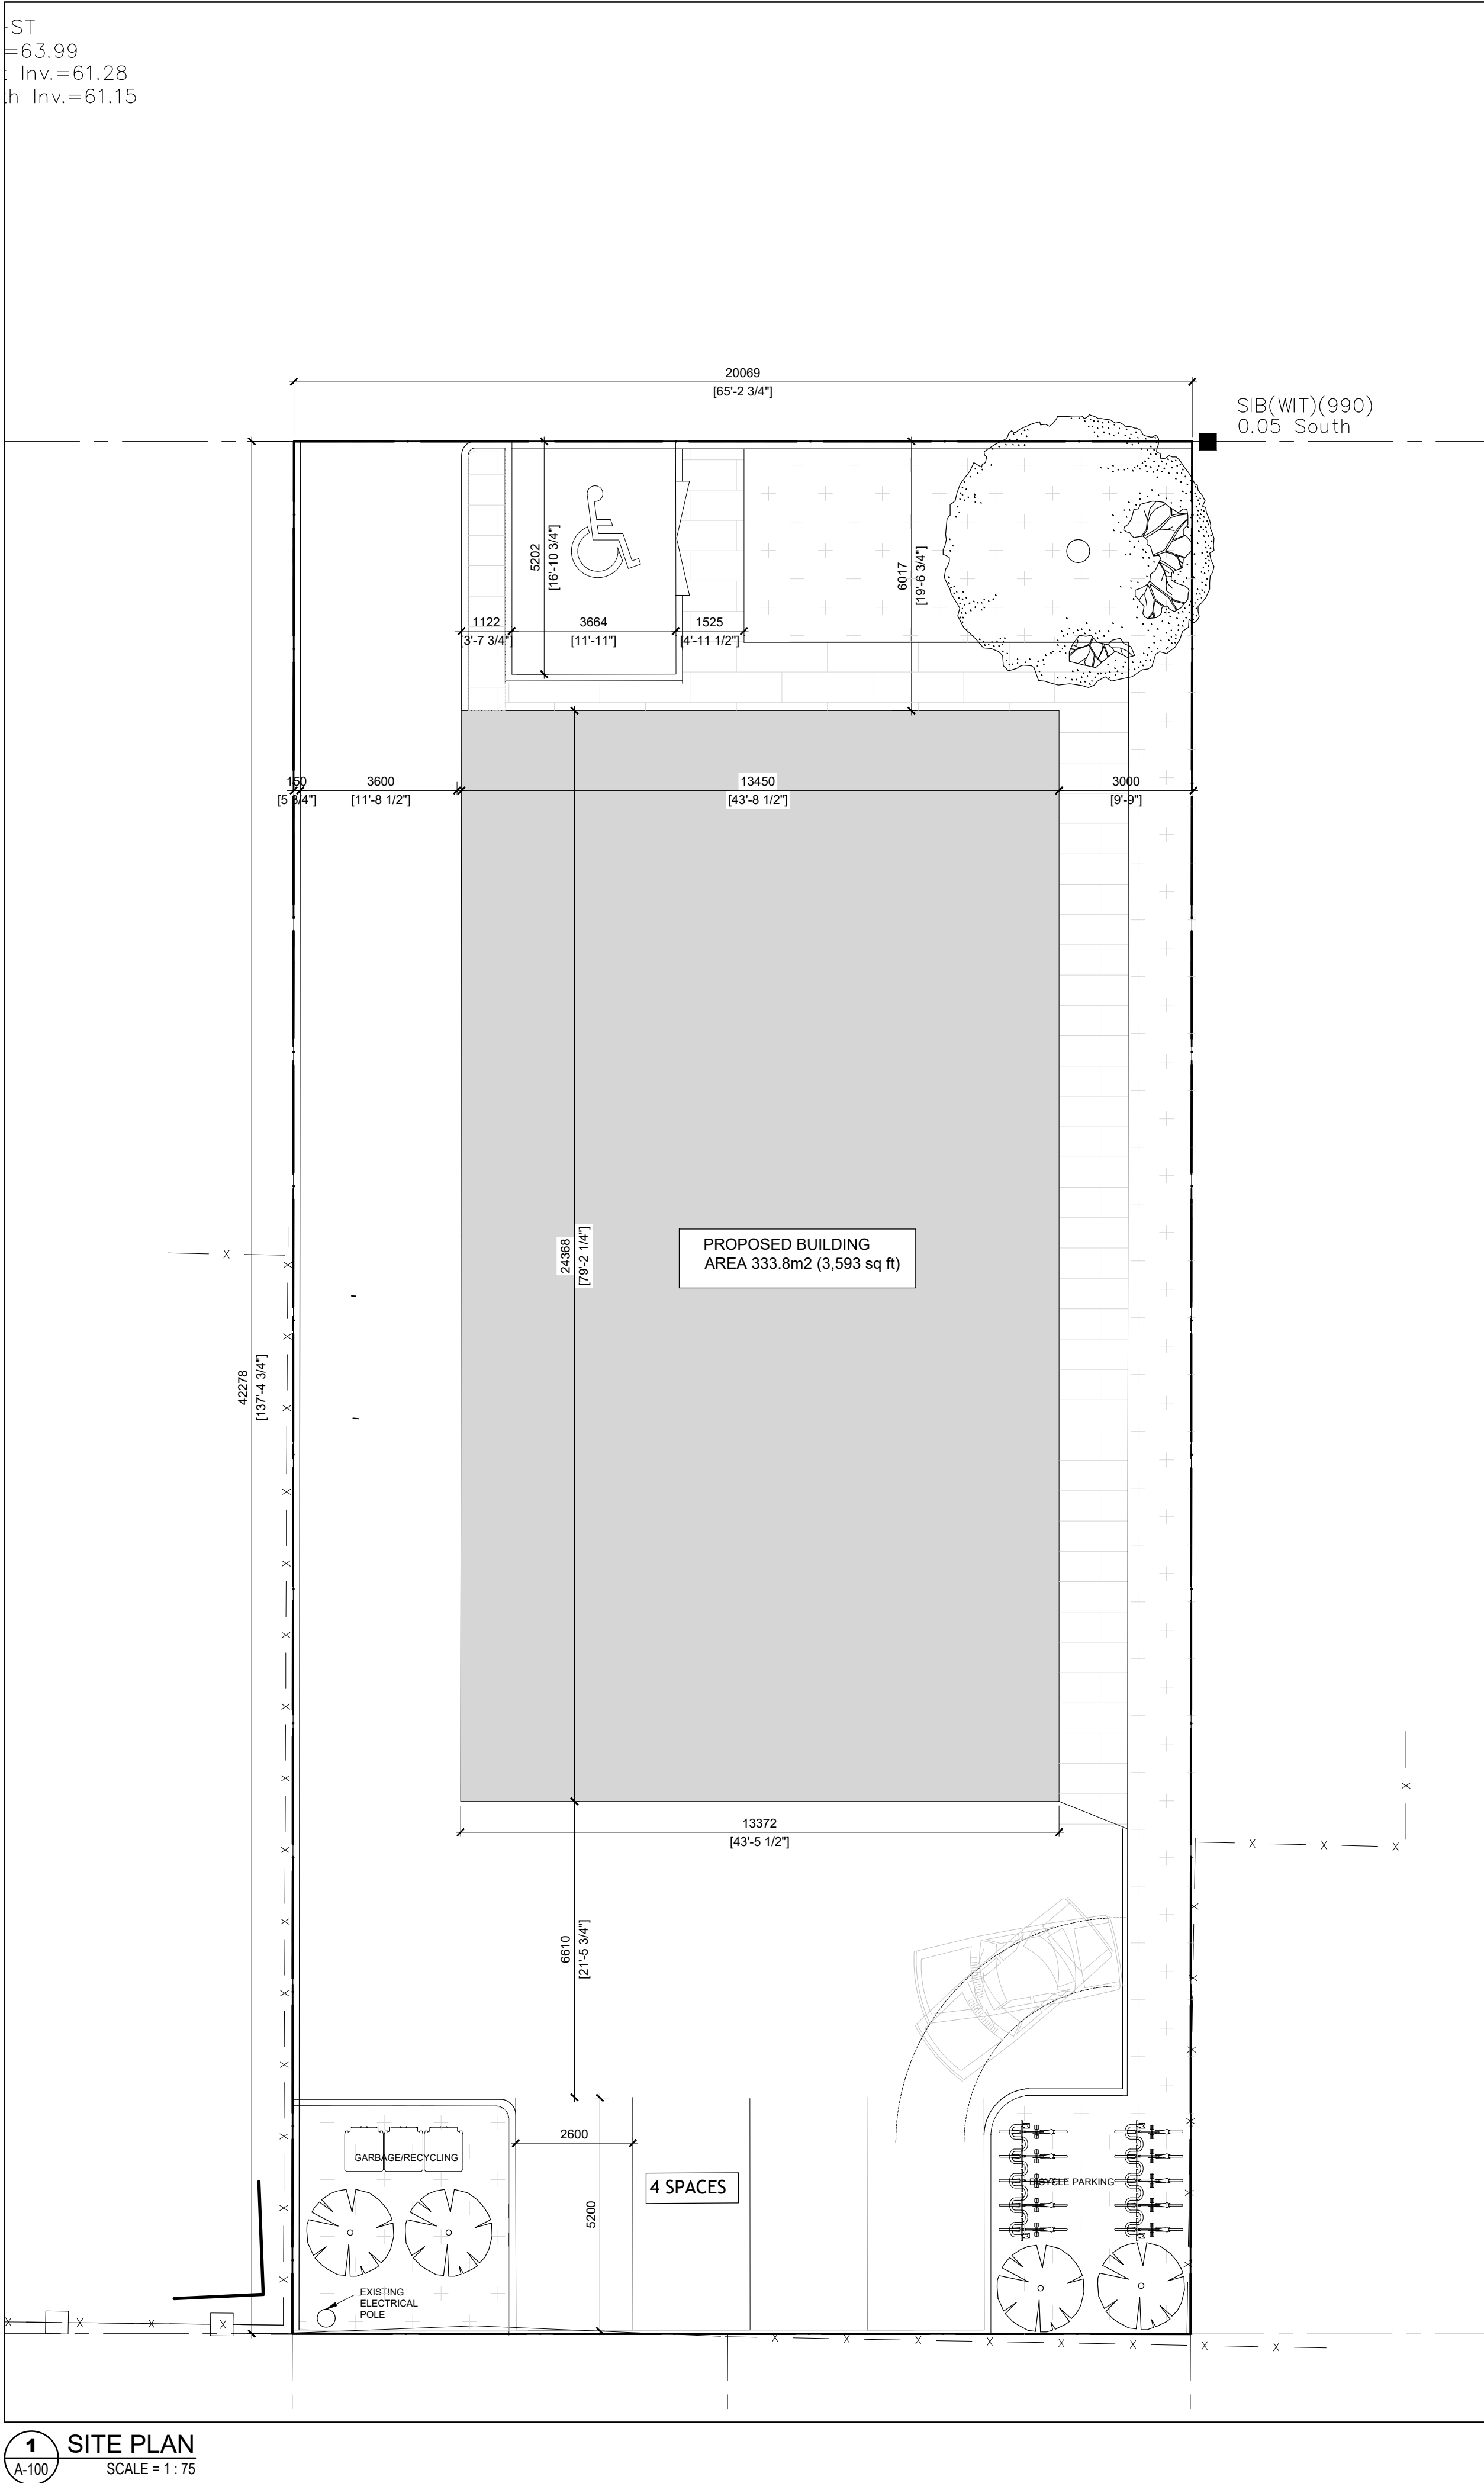 -ST
=63.99
: Inv.=61.28
h Inv.=61.15
20069
[65'-2 3/4"]
SIB(WIT)(990)
0.05 South
5202
[16'-10 3/4"]
6017
[19'-6 3/4"]
1122
[3'-7 3/4"]
3664
[11'-11"]
1525
[4'-11 1/2"]
150
[5 3/4"]
3600
[11'-8 1/2"]
13450
[43'-8 1/2"]
3000
[9'-9"]
PROPOSED BUILDING
AREA 333.8m2 (3,593 sq ft)
24368
[79'-2 1/4"]
42278
[137'-4 3/4"]
13372
[43'-5 1/2"]
6610
[21'-5 3/4"]
2600
GARBAGE/RECYCLING
BICYCLE PARKING
4 SPACES
5200
EXISTING
ELECTRICAL
POLE
1
A-100
SITE PLAN
SCALE = 1 : 75